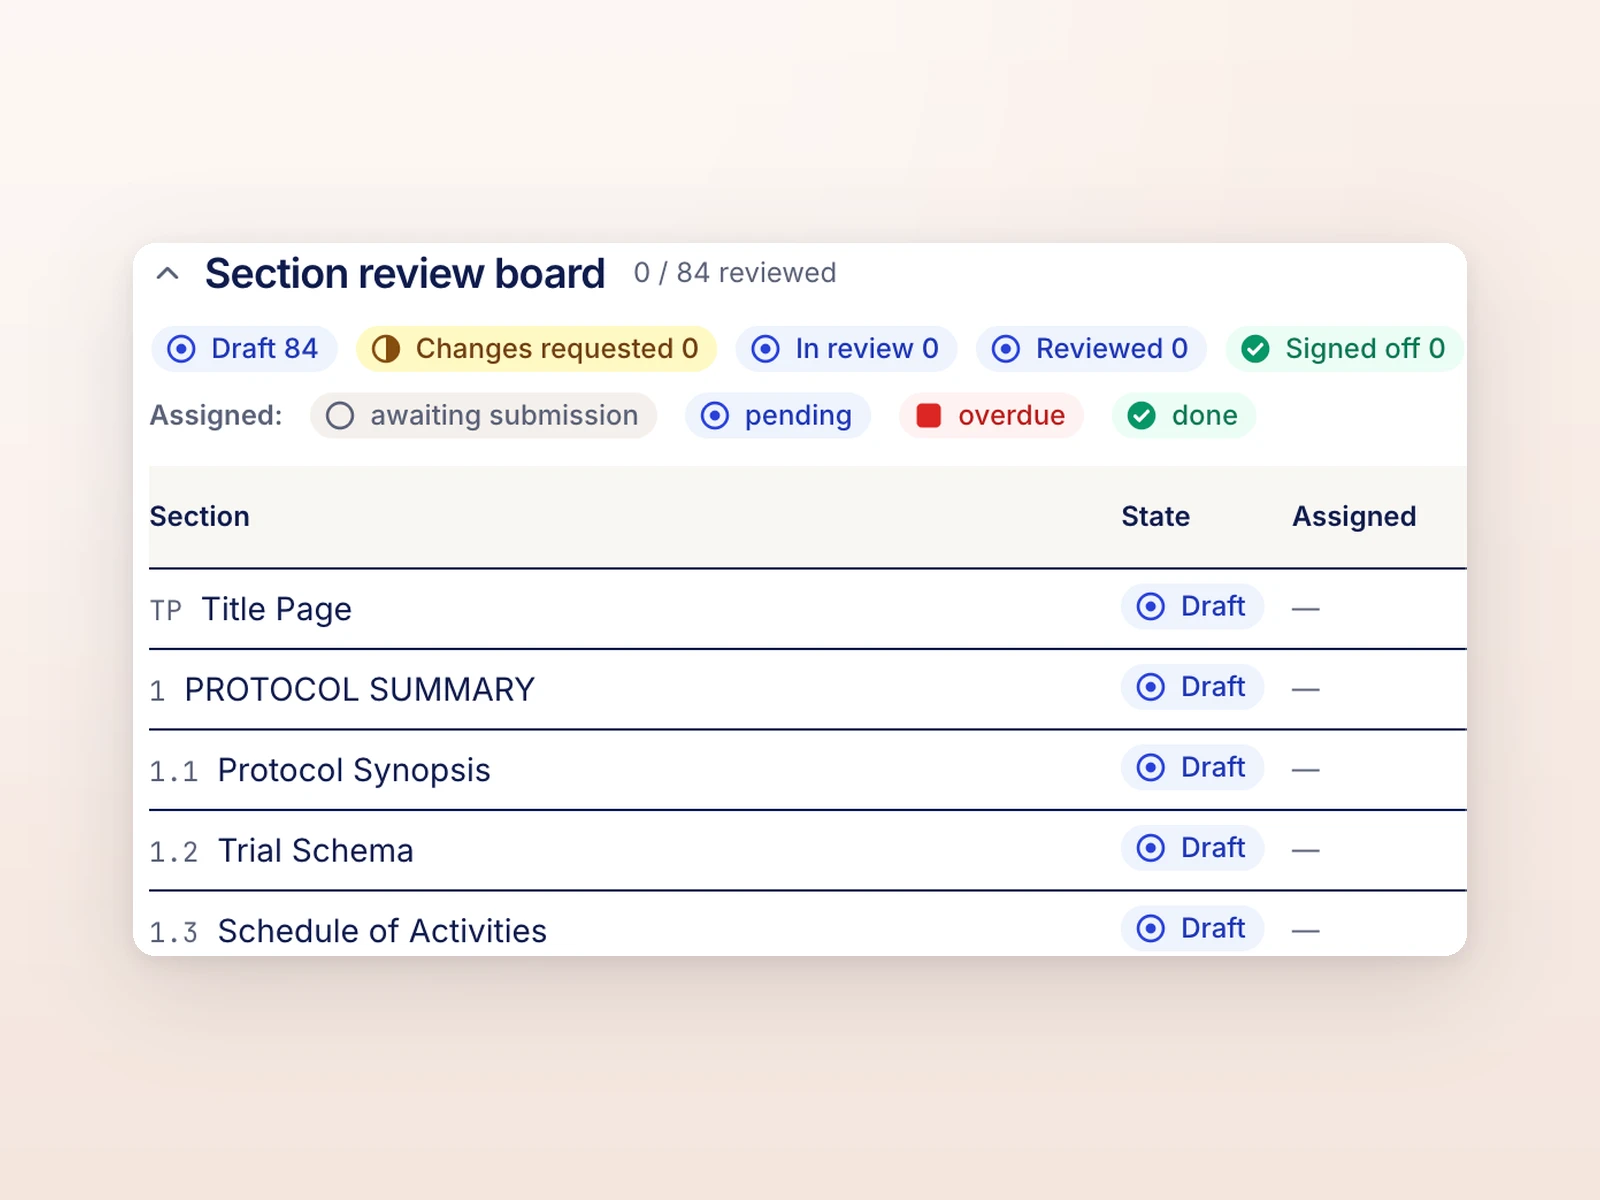 Section review board 0 / 84 reviewed
Draft 84 Changes requested 0 In review 0 Reviewed 0 Signed off 0
Assigned: awaiting submission pending overdue done
Section State Assigned
TP Title Page Draft —
1 PROTOCOL SUMMARY Draft —
1.1 Protocol Synopsis Draft —
1.2 Trial Schema Draft —
1.3 Schedule of Activities Draft —